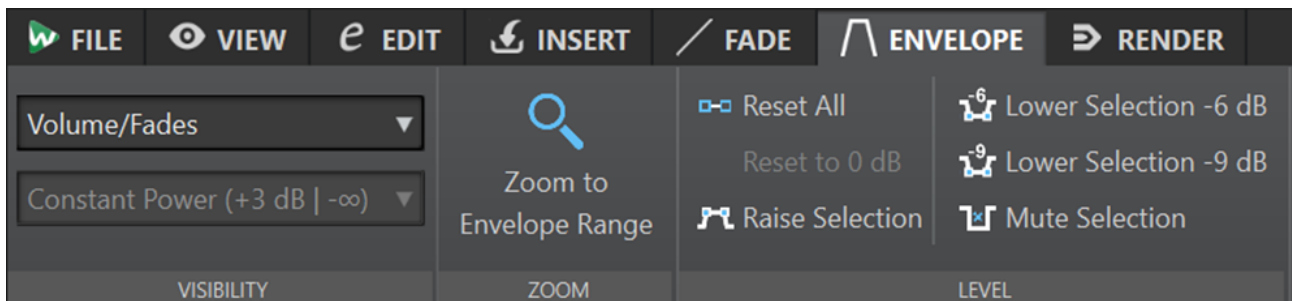 FILE VIEW EDIT INSERT FADE ENVELOPE RENDER
Volume/Fades
Constant Power (+3 dB | -∞)
Zoom to
Envelope Range
Reset All
Reset to 0 dB
Raise Selection
-6 Lower Selection -6 dB
-9 Lower Selection -9 dB
Mute Selection
VISIBILITY ZOOM LEVEL